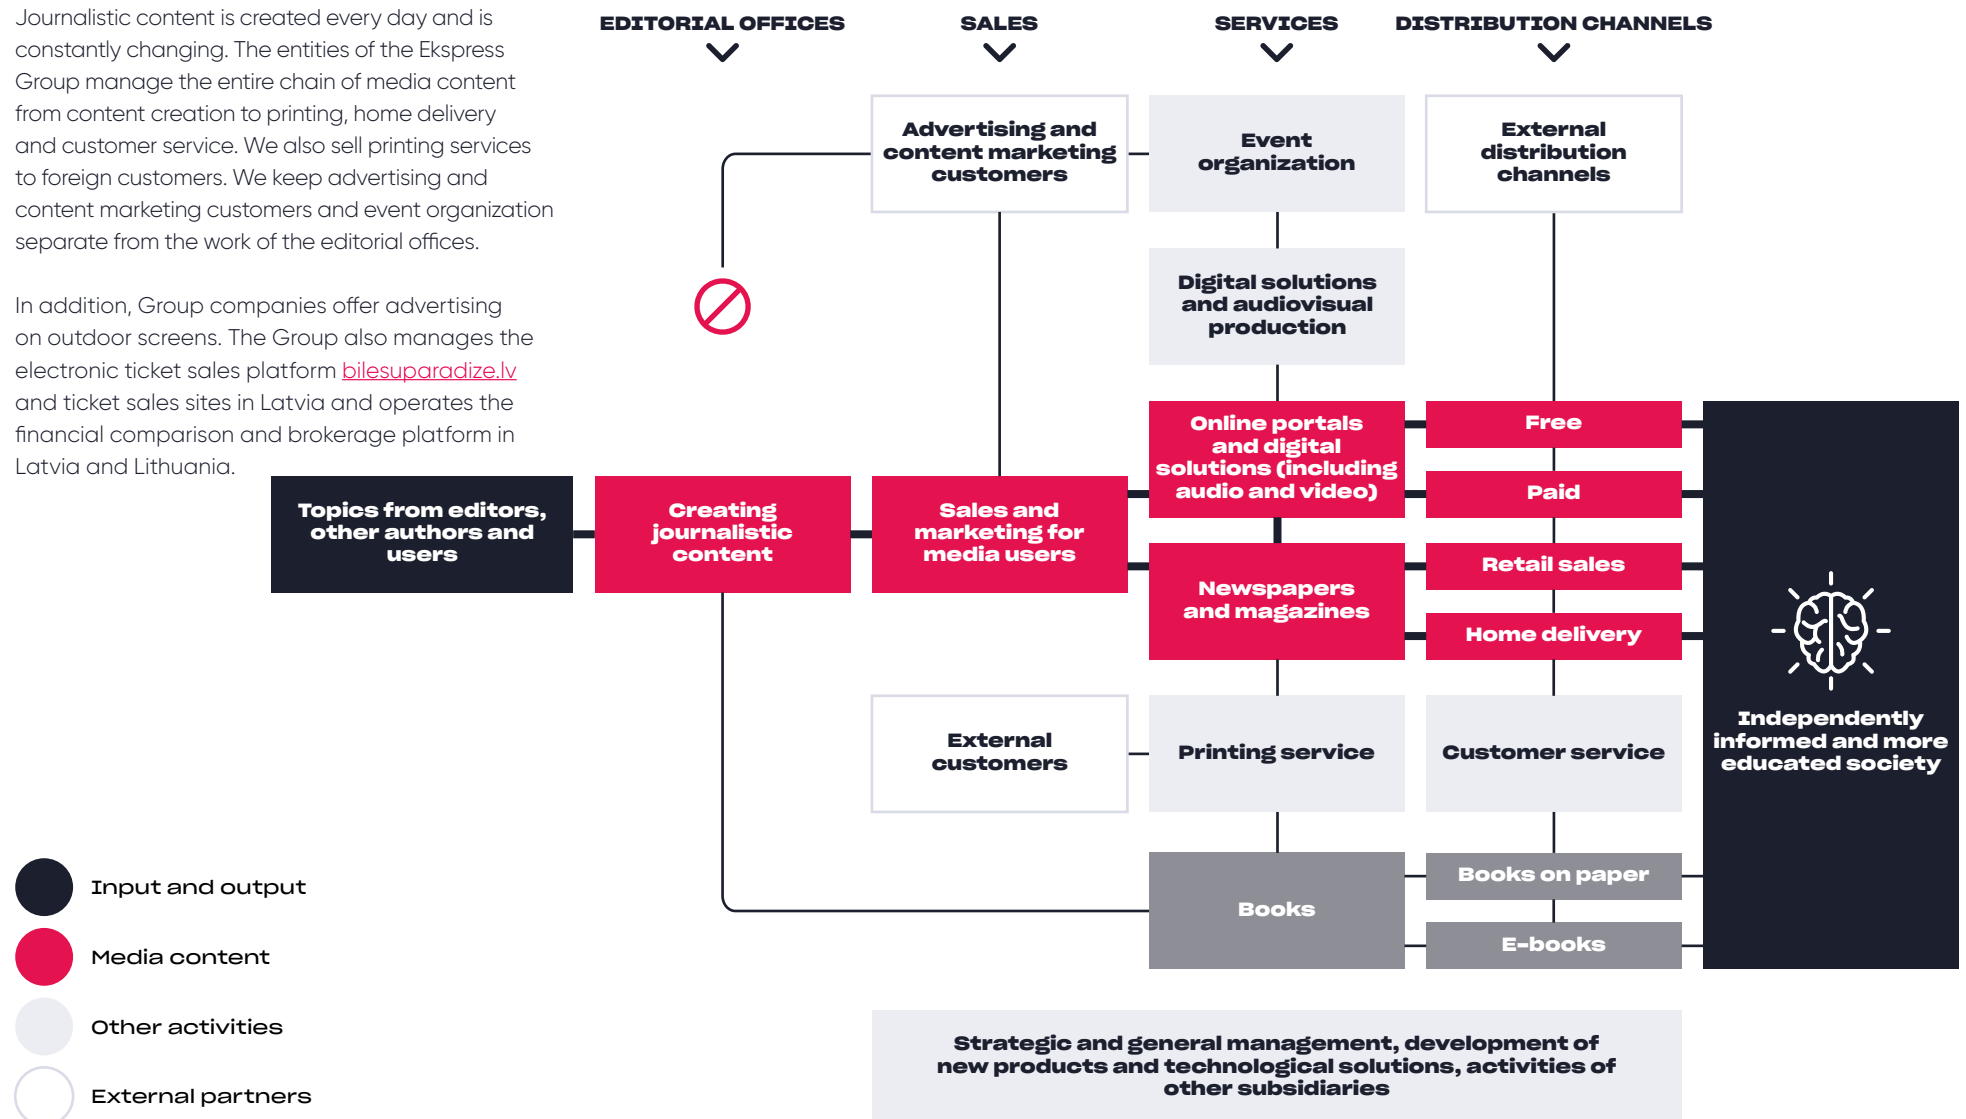 Journalistic content is created every day and is
constantly changing. The entities of the Ekspress
Group manage the entire chain of media content
from content creation to printing, home delivery
and customer service. We also sell printing services
to foreign customers. We keep advertising and
content marketing customers and event organization
separate from the work of the editorial offices.
In addition, Group companies offer advertising
on outdoor screens. The Group also manages the
electronic ticket sales platform bilesuparadize.lv
and ticket sales sites in Latvia and operates the
financial comparison and brokerage platform in
Latvia and Lithuania.
EDITORIAL OFFICES
SALES
SERVICES
DISTRIBUTION CHANNELS
Advertising and
content marketing
customers
Event
organization
External
distribution
channels
Digital solutions
and audiovisual
production
Topics from editors,
other authors and
users
Creating
journalistic
content
Sales and
marketing for
media users
Online portals
and digital
solutions (including
audio and video)
Newspapers
and magazines
Free
Paid
Retail sales
Home delivery
External
customers
Printing service
Customer service
Books
Books on paper
E-books
Independently
informed and more
educated society
Input and output
Media content
Other activities
External partners
Strategic and general management, development of
new products and technological solutions, activities of
other subsidiaries